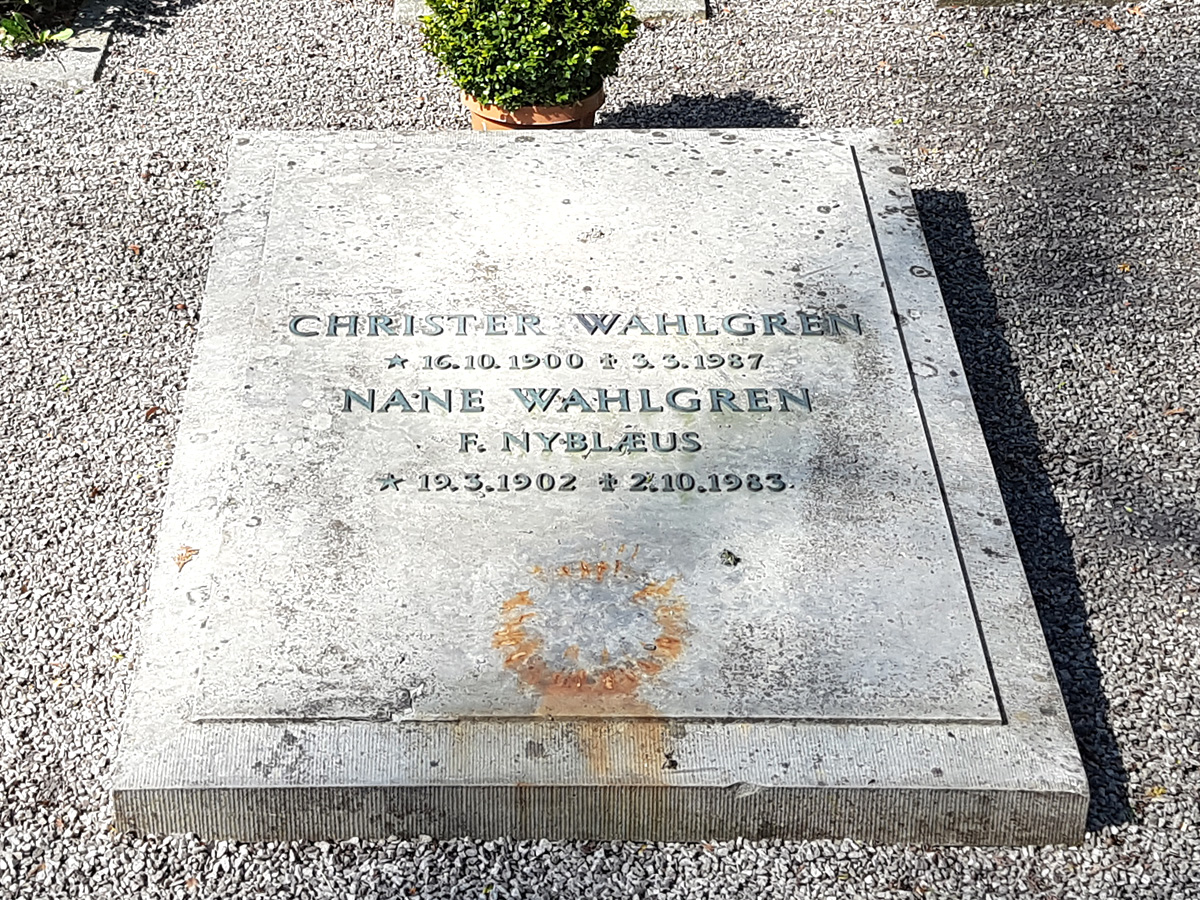 CHRISTER WAHLGREN
★ 16.10.1900 ✝ 3.3.1987
NANE WAHLGREN
F. NYBLÆUS
★ 19.3.1902 ✝ 2.10.1983.